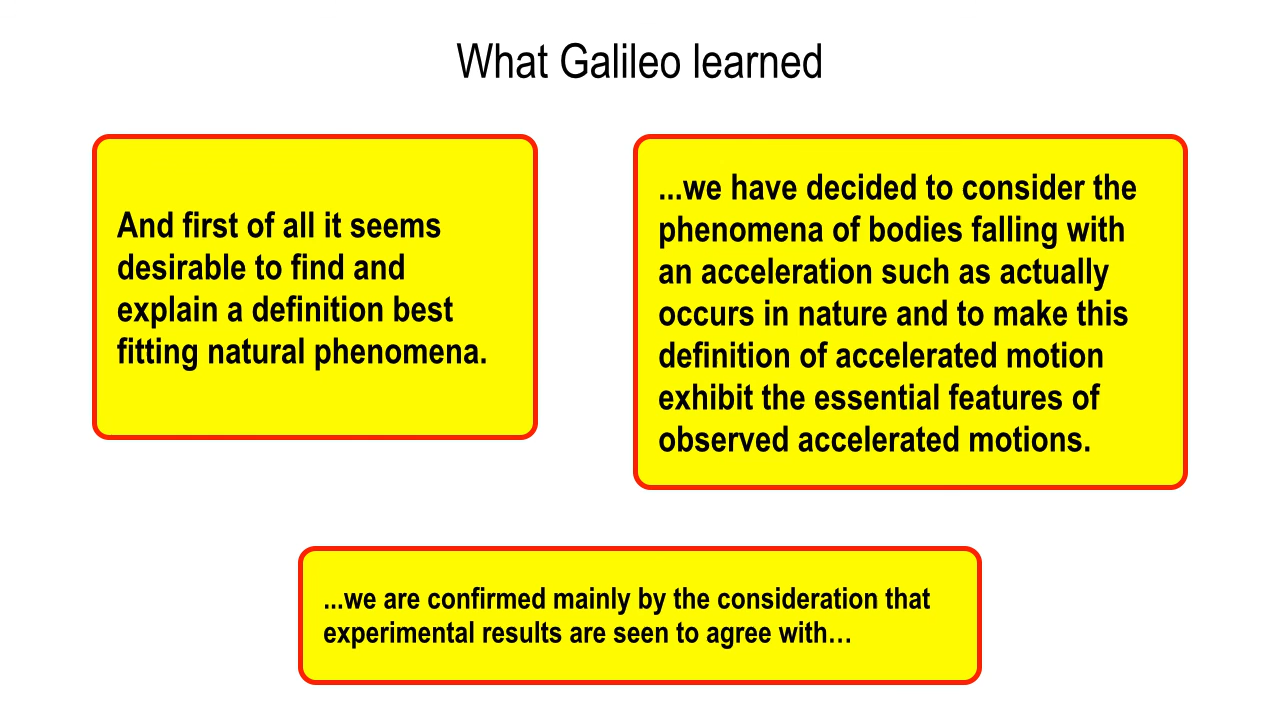 What Galileo learned
And first of all it seems
desirable to find and
explain a definition best
fitting natural phenomena.
...we have decided to consider the
phenomena of bodies falling with
an acceleration such as actually
occurs in nature and to make this
definition of accelerated motion
exhibit the essential features of
observed accelerated motions.
...we are confirmed mainly by the consideration that
experimental results are seen to agree with…